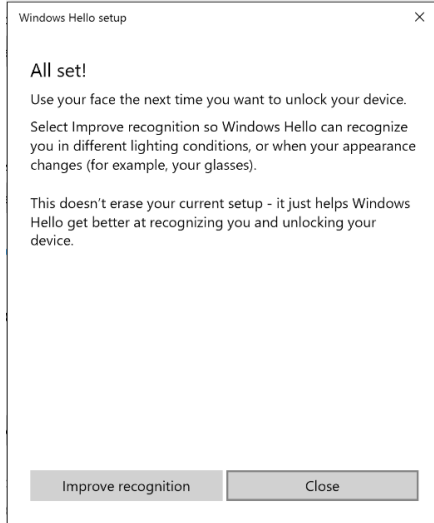 Windows Hello setup
All set!
Use your face the next time you want to unlock your device.
Select Improve recognition so Windows Hello can recognize
you in different lighting conditions, or when your appearance
changes (for example, your glasses).
This doesn't erase your current setup - it just helps Windows
Hello get better at recognizing you and unlocking your
device.
Improve recognition
Close